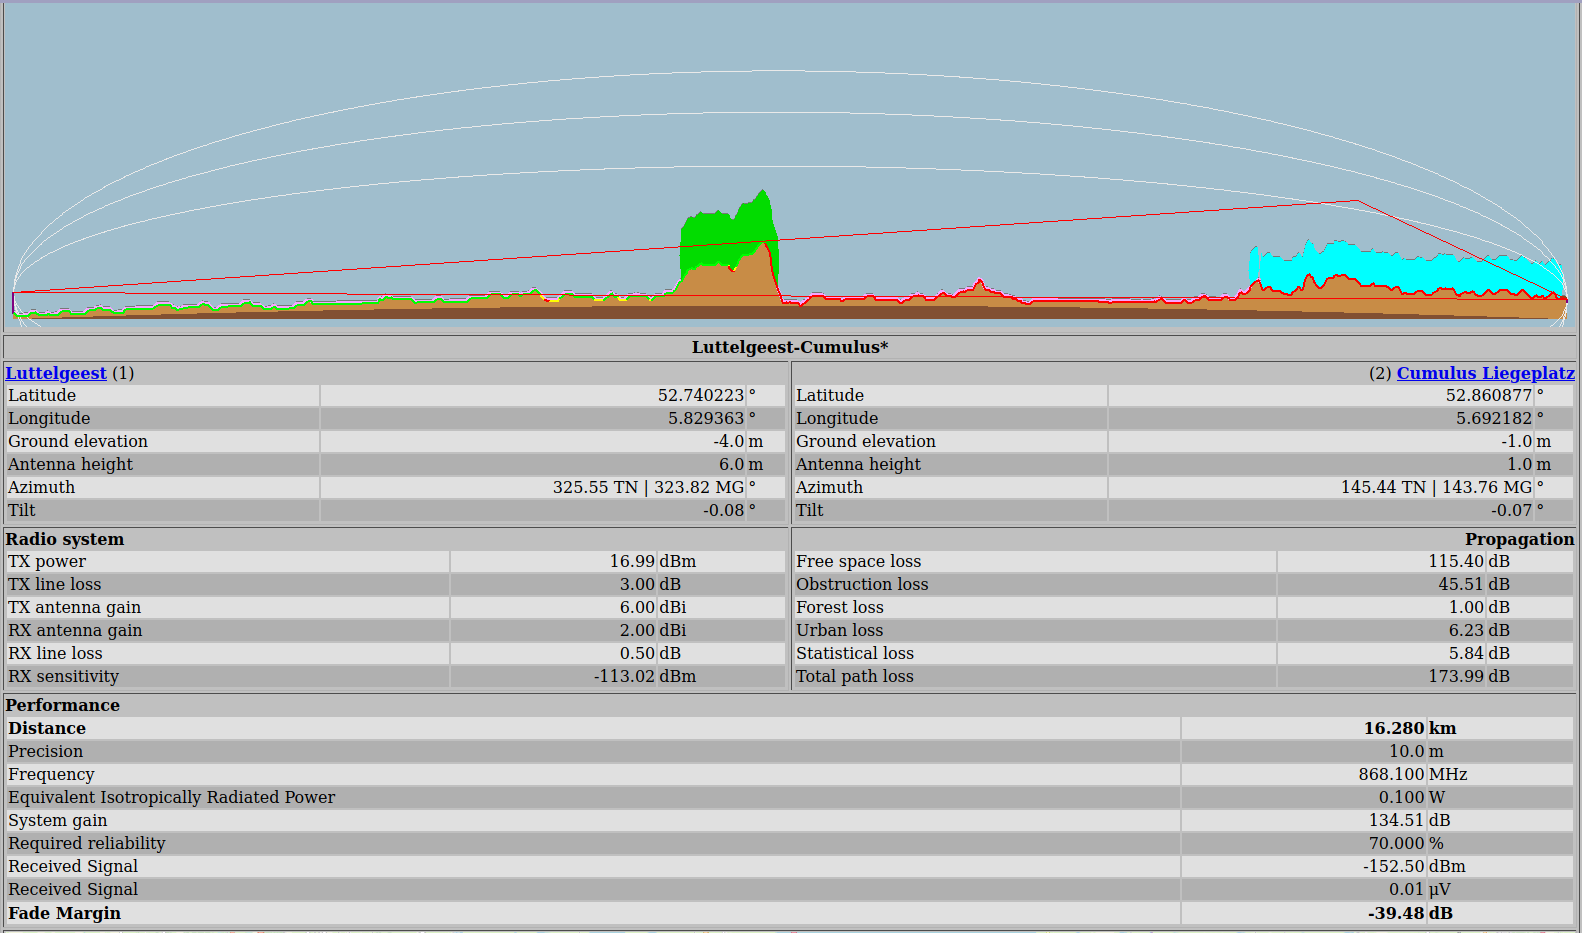 Luttelgeest-Cumulus*
Luttelgeest (1)
Latitude 52.740223 °
Longitude 5.829363 °
Ground elevation -4.0 m
Antenna height 6.0 m
Azimuth 325.55 TN | 323.82 MG °
Tilt -0.08 °
(2) Cumulus Liegeplatz
Latitude 52.860877 °
Longitude 5.692182 °
Ground elevation -1.0 m
Antenna height 1.0 m
Azimuth 145.44 TN | 143.76 MG °
Tilt -0.07 °
Radio system
TX power 16.99 dBm
TX line loss 3.00 dB
TX antenna gain 6.00 dBi
RX antenna gain 2.00 dBi
RX line loss 0.50 dB
RX sensitivity -113.02 dBm
Propagation
Free space loss 115.40 dB
Obstruction loss 45.51 dB
Forest loss 1.00 dB
Urban loss 6.23 dB
Statistical loss 5.84 dB
Total path loss 173.99 dB
Performance
Distance 16.280 km
Precision 10.0 m
Frequency 868.100 MHz
Equivalent Isotropically Radiated Power 0.100 W
System gain 134.51 dB
Required reliability 70.000 %
Received Signal -152.50 dBm
Received Signal 0.01 µV
Fade Margin -39.48 dB